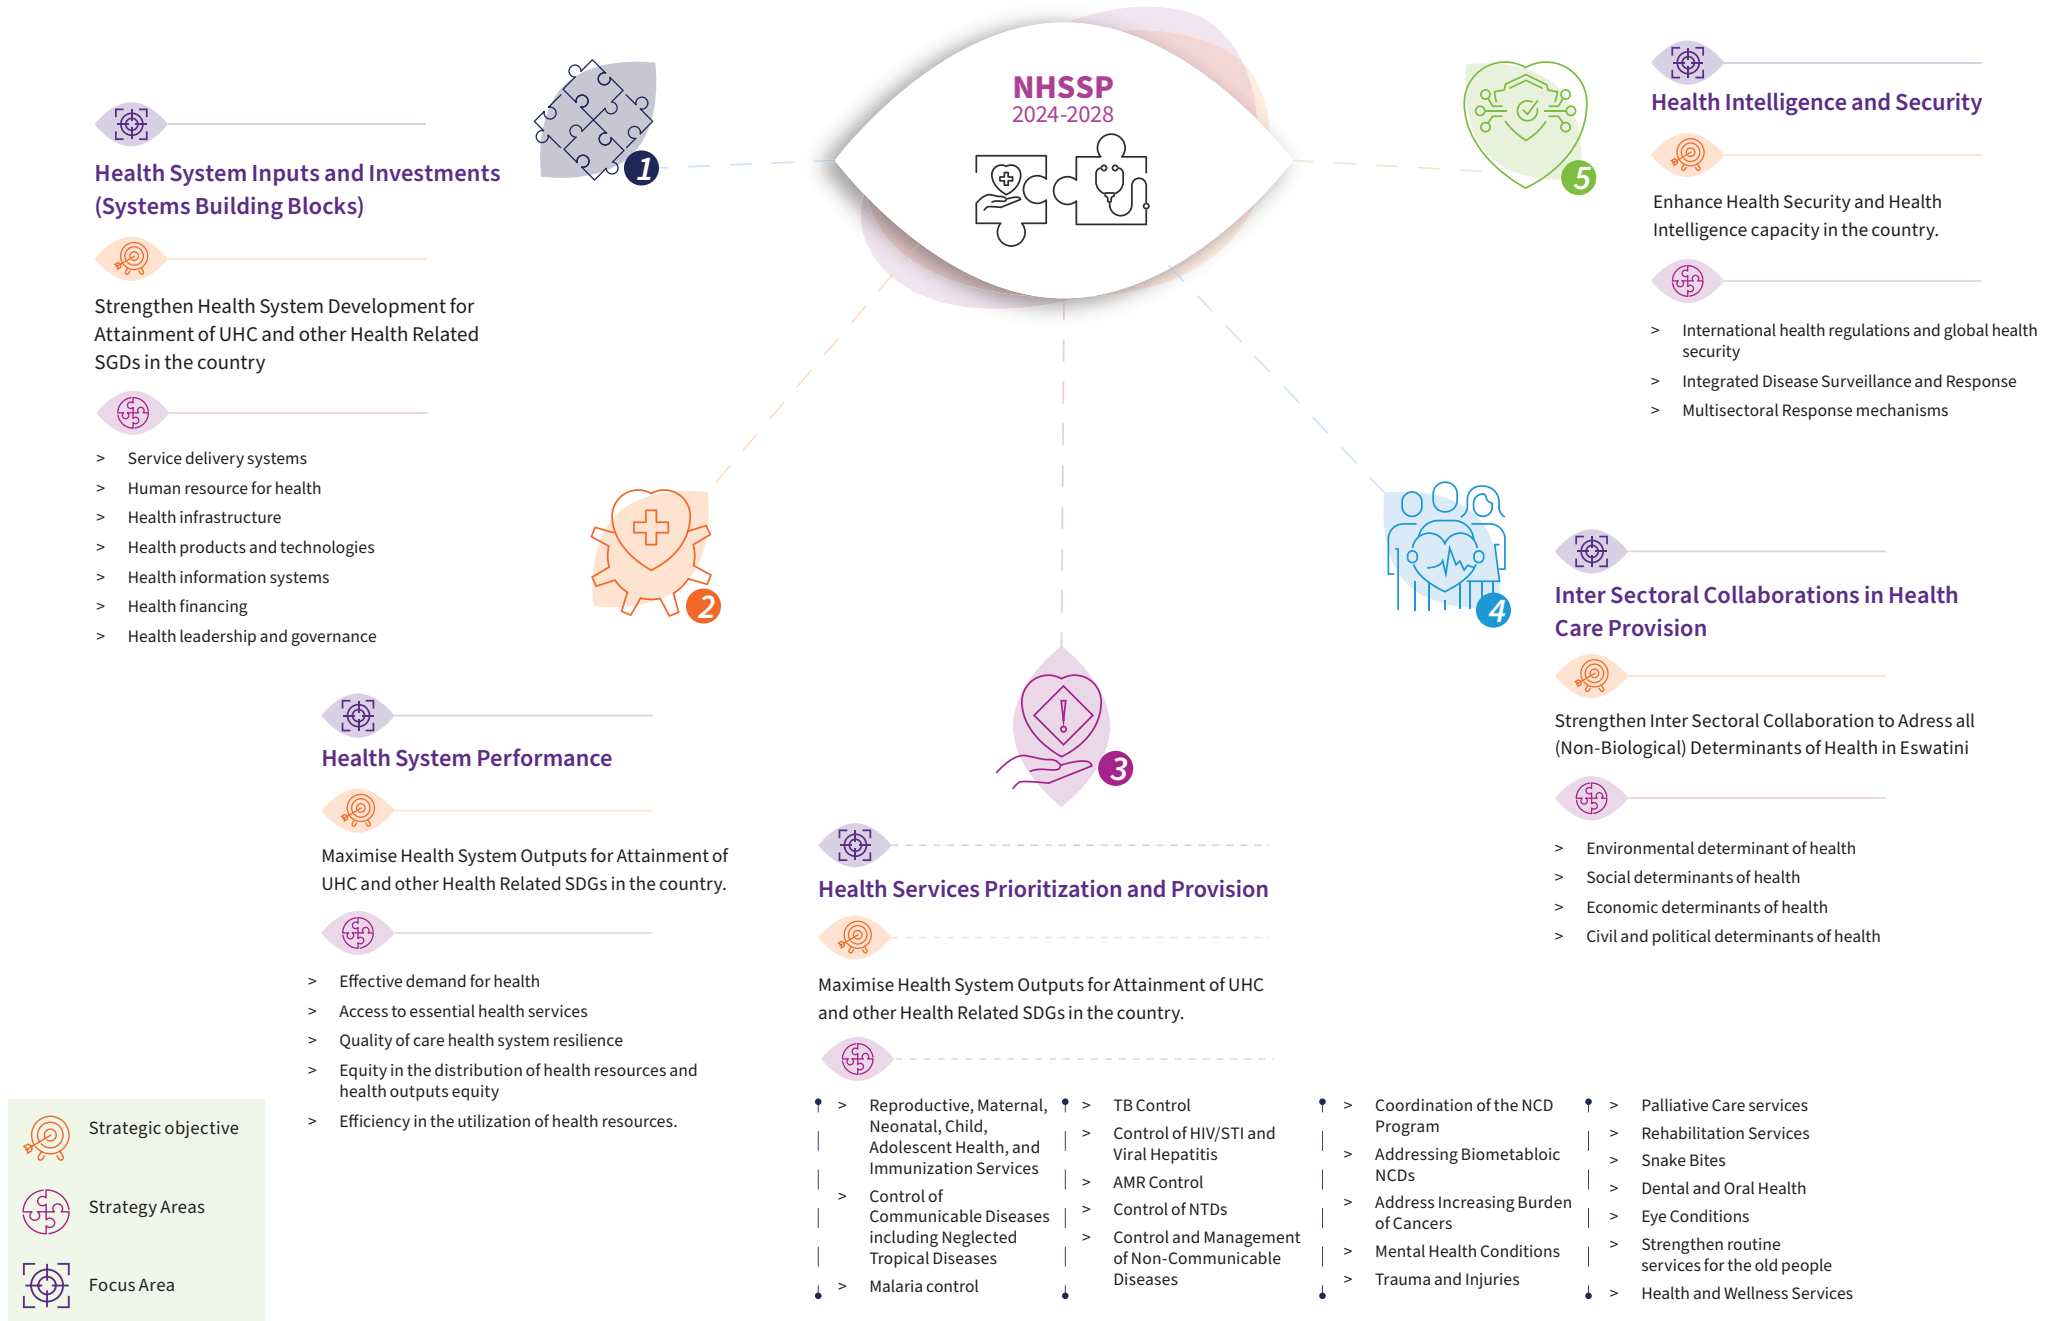 NHSSP
2024-2028
1
Health System Inputs and Investments
(Systems Building Blocks)
Strengthen Health System Development for
Attainment of UHC and other Health Related
SGDs in the country
> Service delivery systems
> Human resource for health
> Health infrastructure
> Health products and technologies
> Health information systems
> Health financing
> Health leadership and governance
2
Health System Performance
Maximise Health System Outputs for Attainment of
UHC and other Health Related SDGs in the country.
> Effective demand for health
> Access to essential health services
> Quality of care health system resilience
> Equity in the distribution of health resources and
health outputs equity
> Efficiency in the utilization of health resources.
3
Health Services Prioritization and Provision
Maximise Health System Outputs for Attainment of UHC
and other Health Related SDGs in the country.
> Reproductive, Maternal,
Neonatal, Child,
Adolescent Health, and
Immunization Services
> Control of
Communicable Diseases
including Neglected
Tropical Diseases
> Malaria control
> TB Control
> Control of HIV/STI and
Viral Hepatitis
> AMR Control
> Control of NTDs
> Control and Management
of Non-Communicable
Diseases
> Coordination of the NCD
Program
> Addressing Biometabloic
NCDs
> Address Increasing Burden
of Cancers
> Mental Health Conditions
> Trauma and Injuries
> Palliative Care services
> Rehabilitation Services
> Snake Bites
> Dental and Oral Health
> Eye Conditions
> Strengthen routine
services for the old people
> Health and Wellness Services
4
Inter Sectoral Collaborations in Health
Care Provision
Strengthen Inter Sectoral Collaboration to Adress all
(Non-Biological) Determinants of Health in Eswatini
> Environmental determinant of health
> Social determinants of health
> Economic determinants of health
> Civil and political determinants of health
5
Health Intelligence and Security
Enhance Health Security and Health
Intelligence capacity in the country.
> International health regulations and global health
security
> Integrated Disease Surveillance and Response
> Multisectoral Response mechanisms
Strategic objective
Strategy Areas
Focus Area